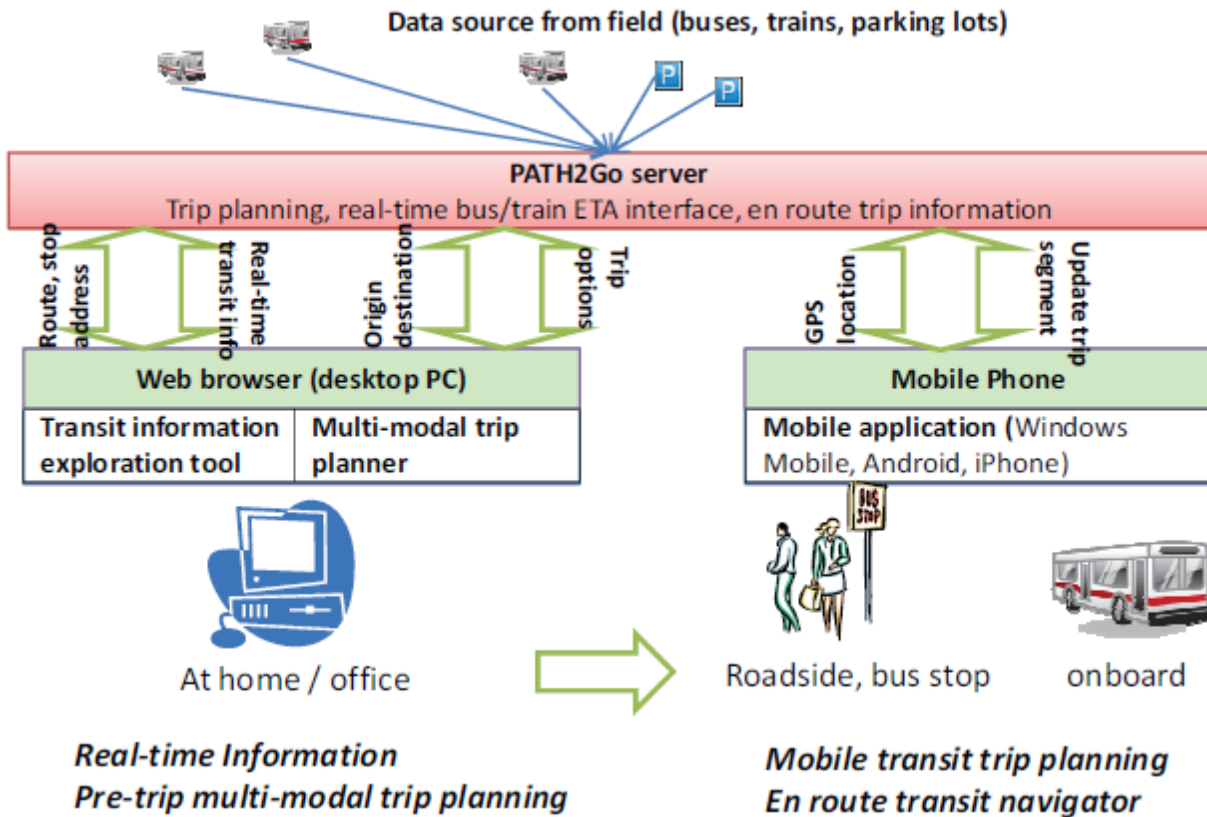 Data source from field (buses, trains, parking lots)
P
P
PATH2Go server
Trip planning, real-time bus/train ETA interface, en route trip information
Route, stop
address
Real-time
transit info
Origin
destination
Trip
options
GPS
location
Update trip
segment
Web browser (desktop PC)
Transit information
exploration tool
Multi-modal trip
planner
Mobile Phone
Mobile application (Windows
Mobile, Android, iPhone)
BUS
STOP
At home / office
Roadside, bus stop
onboard
Real-time Information
Pre-trip multi-modal trip planning
Mobile transit trip planning
En route transit navigator